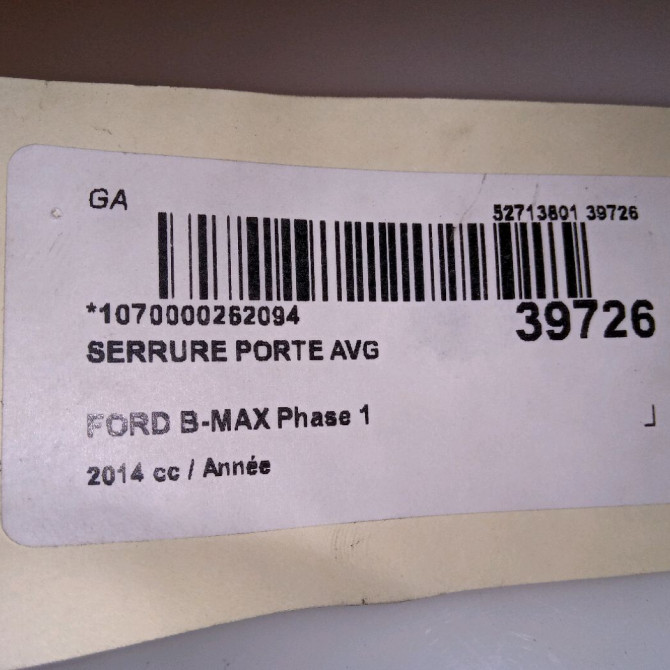 GA
52713801 39726
*1070000262094
39726
SERRURE PORTE AVG
FORD B-MAX Phase 1
2014 cc / Année